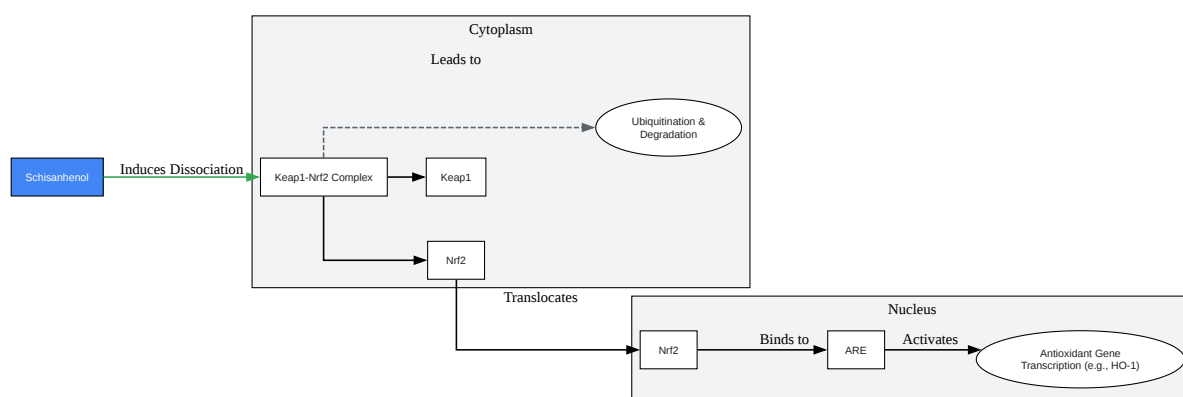 Cytoplasm
Leads to
Ubiquitination &
Degradation
Schisanhenol
Induces Dissociation
Keap1-Nrf2 Complex
Keap1
Nrf2
Translocates
Nucleus
Nrf2
Binds to
ARE
Activates
Antioxidant Gene
Transcription (e.g., HO-1)